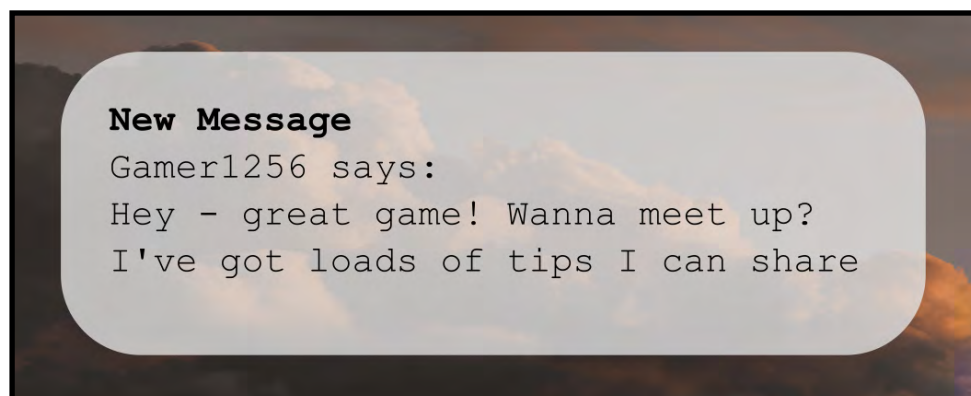 New Message
Gamer1256 says:
Hey - great game! Wanna meet up?
I've got loads of tips I can share